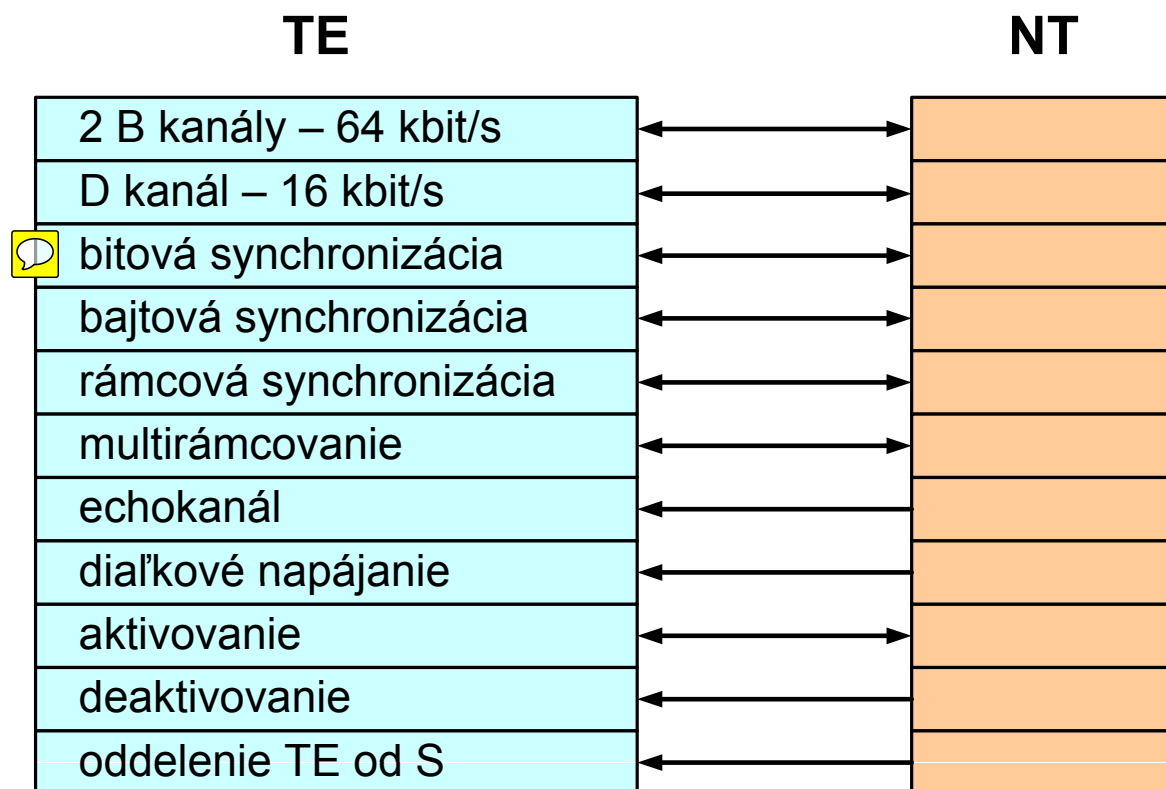 TE
NT
2 B kanály – 64 kbit/s
D kanál – 16 kbit/s
bitová synchronizácia
bajtová synchronizácia
rámcová synchronizácia
multirámcovanie
echokanál
diaľkové napájanie
aktivovanie
deaktivovanie
oddelenie TE od S